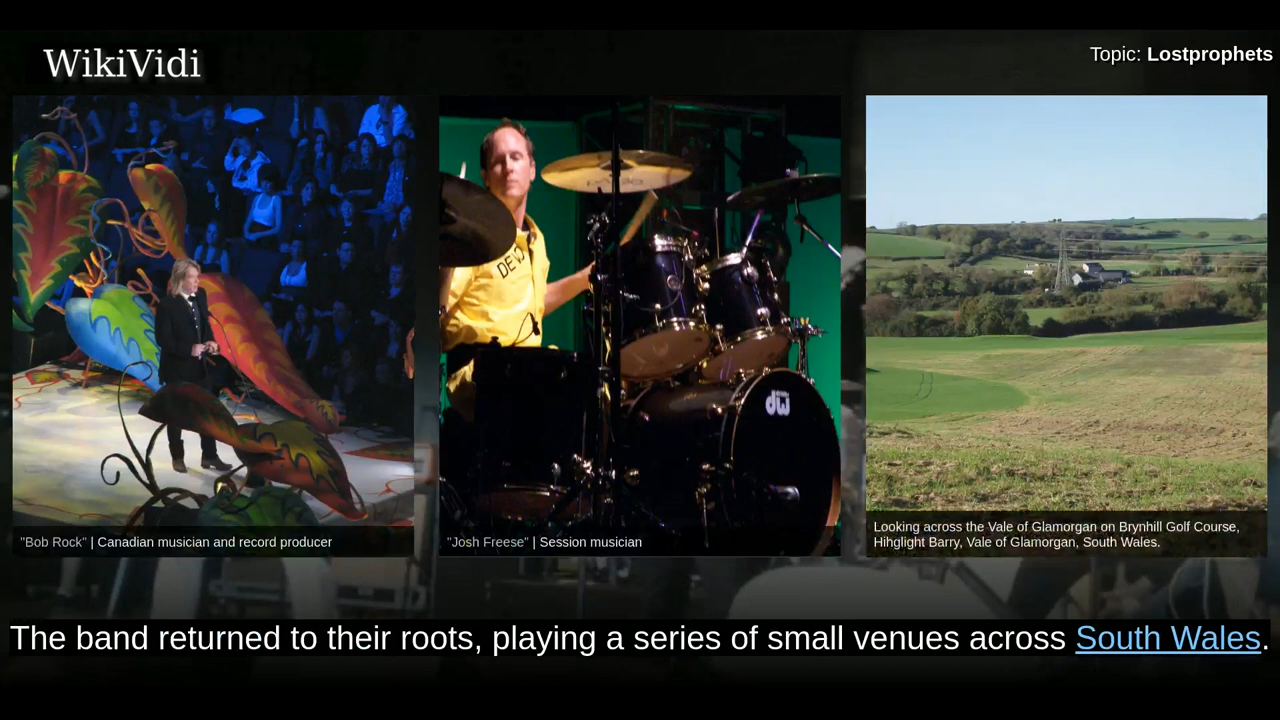 WikiVidi
Topic: Lostprophets
DEVO
dw
"Bob Rock" | Canadian musician and record producer
"Josh Freese" | Session musician
Looking across the Vale of Glamorgan on Brynhill Golf Course,
Hihglight Barry, Vale of Glamorgan, South Wales.
The band returned to their roots, playing a series of small venues across South Wales.